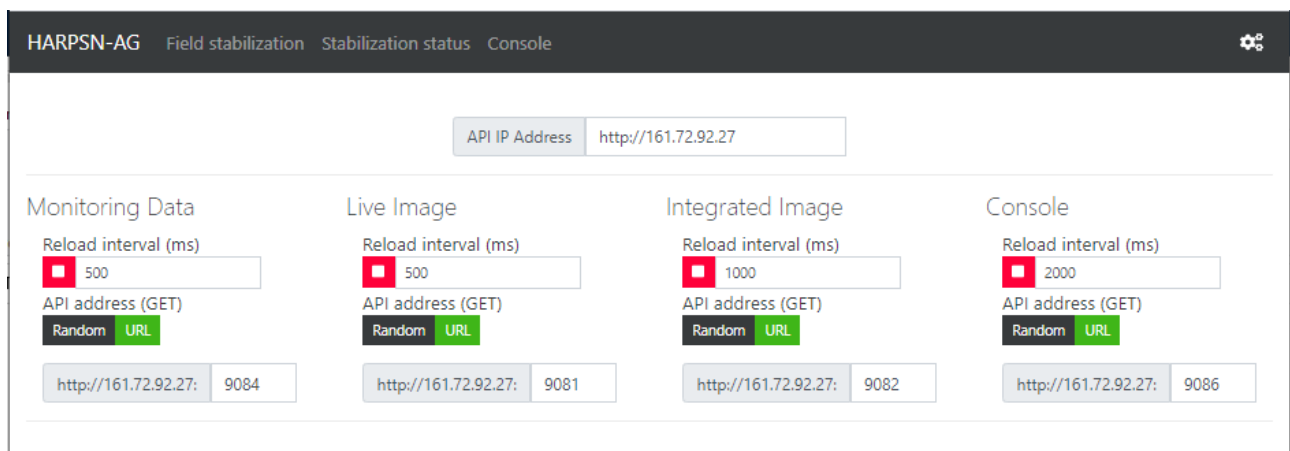 HARPSN-AG Field stabilization Stabilization status Console
API IP Address http://161.72.92.27
Monitoring Data Live Image Integrated Image Console
Reload interval (ms) Reload interval (ms) Reload interval (ms) Reload interval (ms)
500 500 1000 2000
API address (GET) API address (GET) API address (GET) API address (GET)
Random URL Random URL Random URL Random URL
http://161.72.92.27: 9084 http://161.72.92.27: 9081 http://161.72.92.27: 9082 http://161.72.92.27: 9086